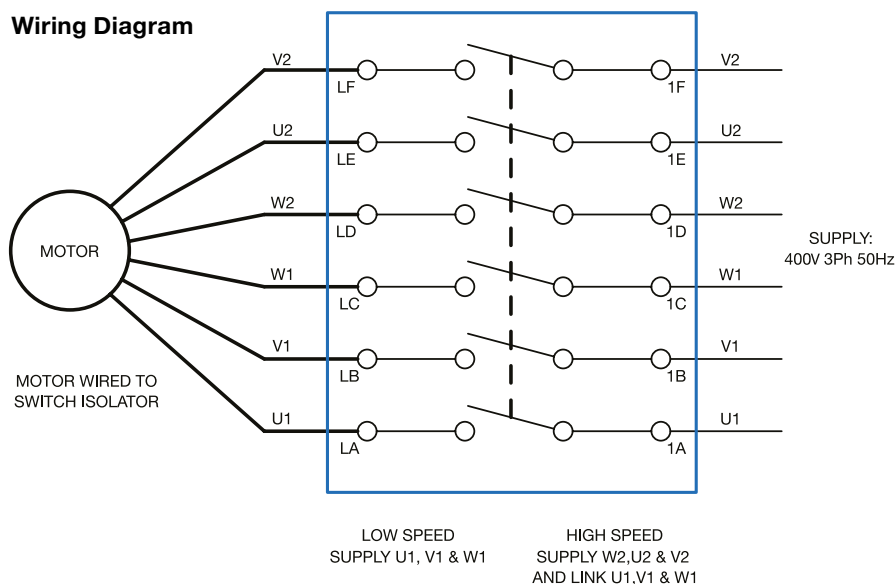 Wiring Diagram
V2
LF
1F
V2
U2
LE
1E
U2
W2
LD
1D
W2
MOTOR
SUPPLY:
400V 3Ph 50Hz
W1
LC
1C
W1
V1
LB
1B
V1
MOTOR WIRED TO
SWITCH ISOLATOR
U1
LA
1A
U1
LOW SPEED
SUPPLY U1, V1 & W1
HIGH SPEED
SUPPLY W2,U2 & V2
AND LINK U1,V1 & W1